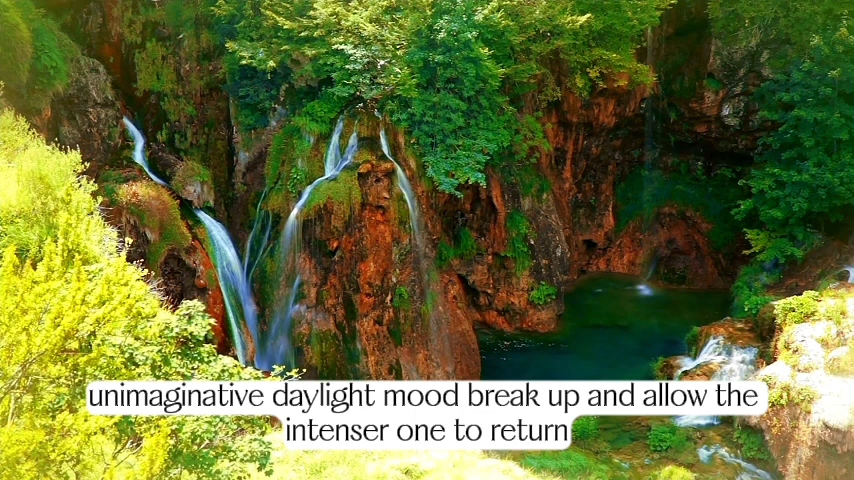 unimaginative daylight mood break up and allow the
intenser one to return